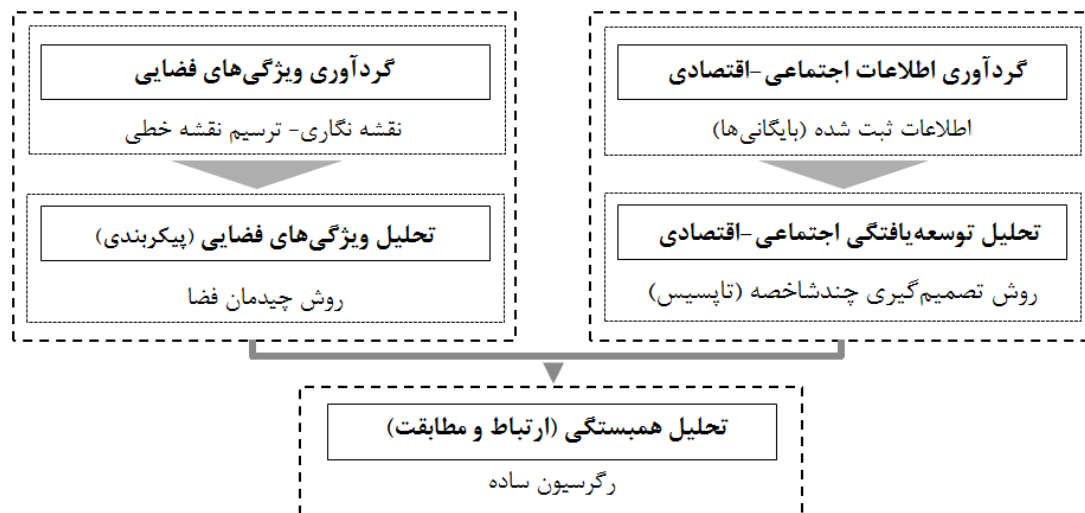 گردآوری اطلاعات اجتماعی-اقتصادی
اطلاعات ثبت شده (بایگانی‌ها)
تحلیل توسعه‌یافتگی اجتماعی-اقتصادی
روش تصمیم‌گیری چندشاخصه (تاپسیس)
گردآوری ویژگی‌های فضایی
نقشه نگاری- ترسیم نقشه خطی
تحلیل ویژگی‌های فضایی (پیکربندی)
روش چیدمان فضا
تحلیل همبستگی (ارتباط و مطابقت)
رگرسیون ساده